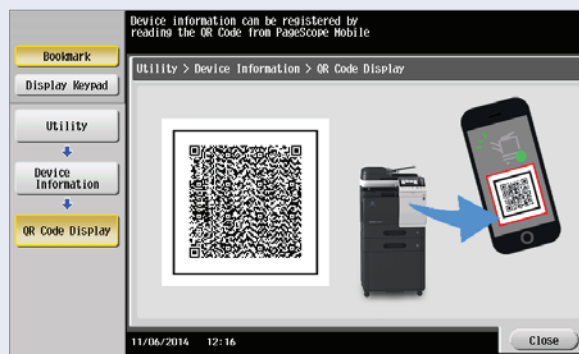 Device information can be registered by
reading the QR Code from PageScope Mobile
Bookmark
Display Keypad
Utility
Device
Information
QR Code Display
Utility > Device Information > QR Code Display
11/06/2014 12:16
Close